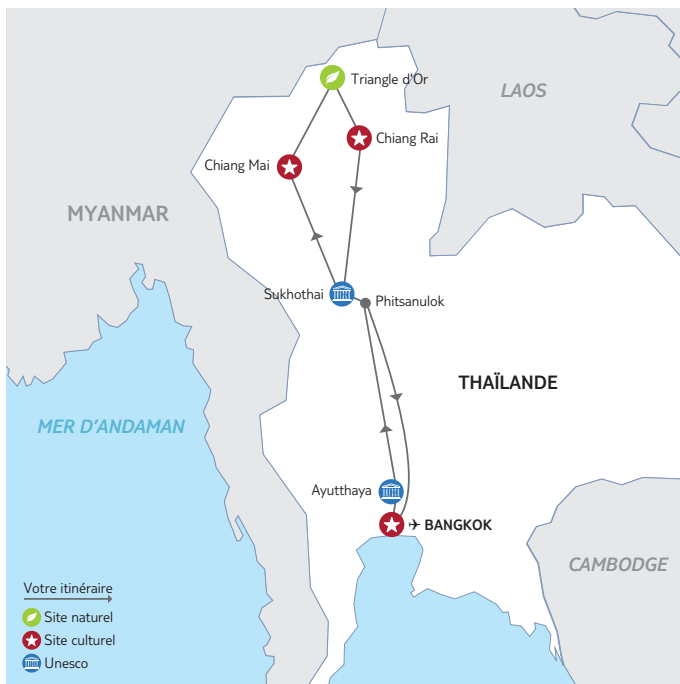 Triangle d'Or
LAOS
Chiang Rai
Chiang Mai
MYANMAR
Sukhothai
Phitsanulok
THAÏLANDE
MER D'ANDAMAN
Ayutthaya
BANGKOK
CAMBODGE
Votre itinéraire
Site naturel
Site culturel
Unesco